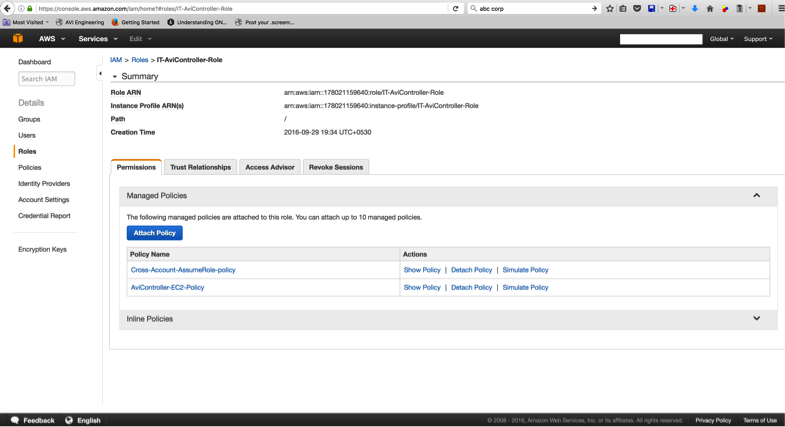 https://console.aws.amazon.com/iam/home?#roles/IT-AviController-Role
abc corp
Most Visited
AVI Engineering
Getting Started
Understanding GN...
Post your .screen...
AWS
Services
Edit
Global
Support
Dashboard
Search IAM
Details
Groups
Users
Roles
Policies
Identity Providers
Account Settings
Credential Report
Encryption Keys
IAM > Roles > IT-AviController-Role
Summary
Role ARN arn:aws:iam::178021159640:role/IT-AviController-Role
Instance Profile ARN(s) arn:aws:iam::178021159640:instance-profile/IT-AviController-Role
Path /
Creation Time 2016-09-29 19:34 UTC+0530
Permissions
Trust Relationships
Access Advisor
Revoke Sessions
Managed Policies
The following managed policies are attached to this role. You can attach up to 10 managed policies.
Attach Policy
Policy Name Actions
Cross-Account-AssumeRole-policy Show Policy | Detach Policy | Simulate Policy
AviController-EC2-Policy Show Policy | Detach Policy | Simulate Policy
Inline Policies
Feedback
English
© 2008 - 2016, Amazon Web Services, Inc. or its affiliates. All rights reserved.
Privacy Policy
Terms of Use